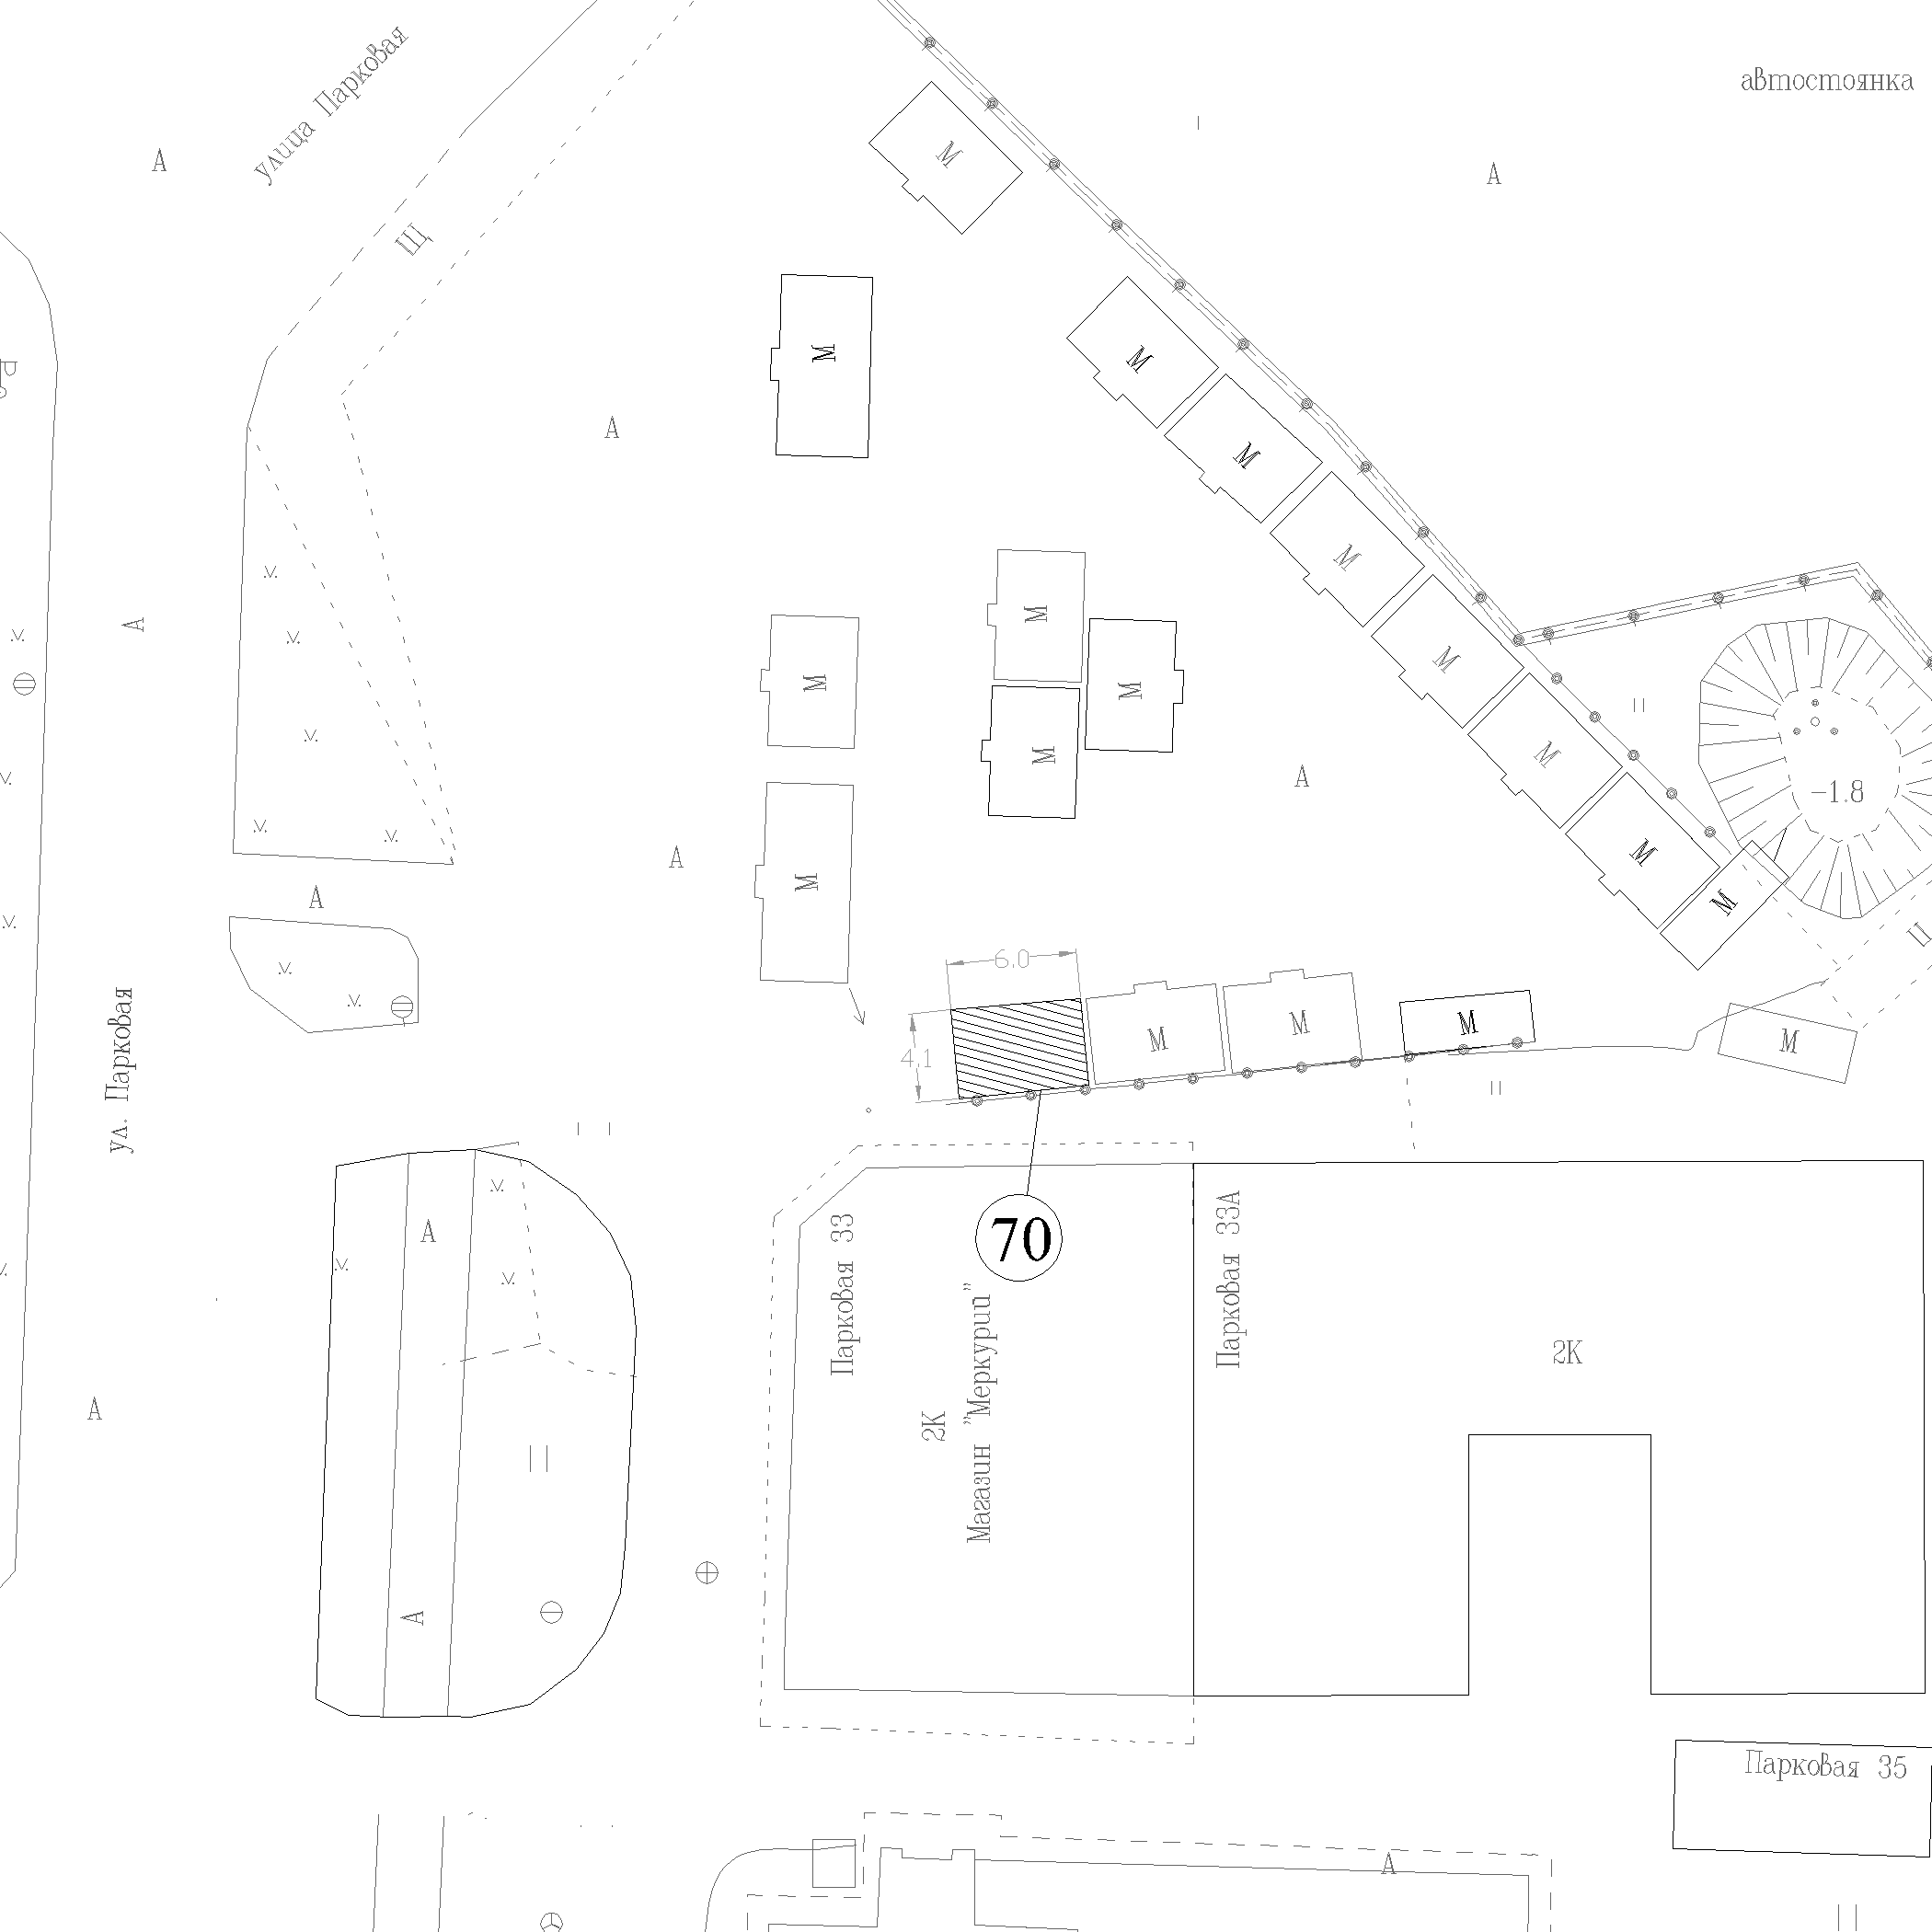 автостоянка
улица Парковая
А
А
М
Щ
М
М
А
М
М
А
М
М
М
М
М
М
М
-1.8
А
М
А
М
М
А
6,0
М
М
М
М
4,1
ул. Парковая
70
А
Парковая 33
Парковая 33А
2К
Магазин "Меркурий"
2К
А
А
Парковая 35
А